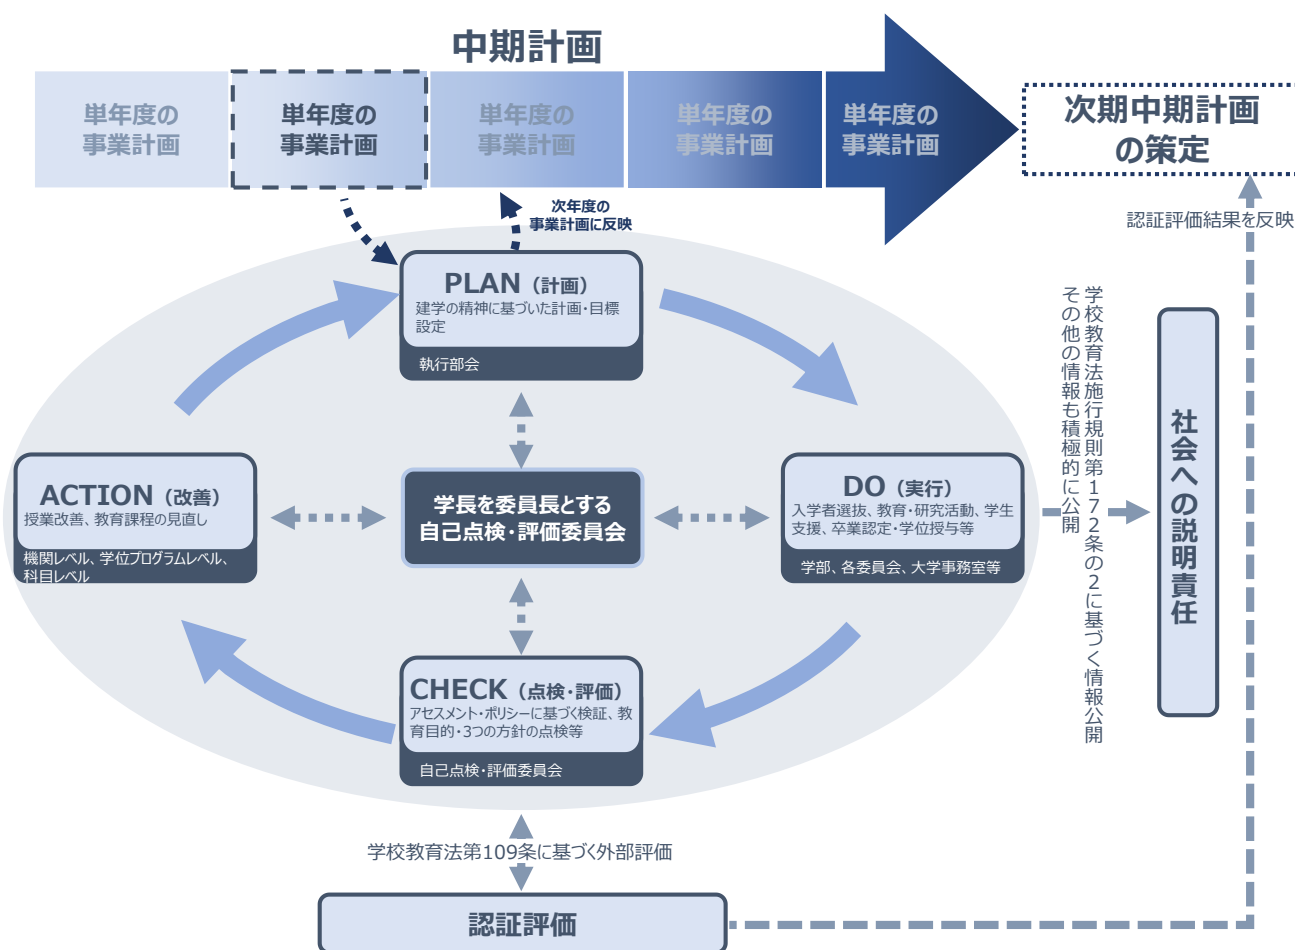 中期計画
単年度の
事業計画
単年度の
事業計画
単年度の
事業計画
単年度の
事業計画
単年度の
事業計画
次期中期計画
の策定
次年度の
事業計画に反映
認証評価結果を反映
PLAN（計画）
建学の精神に基づいた計画・目標
設定
執行部会
ACTION（改善）
授業改善、教育課程の見直し
機関レベル、学位プログラムレベル、
科目レベル
学長を委員長とする
自己点検・評価委員会
DO（実行）
入学者選抜、教育・研究活動、学生
支援、卒業認定・学位授与等
学部、各委員会、大学事務室等
CHECK（点検・評価）
アセスメント・ポリシーに基づく検証、教
育目的・3つの方針の点検等
自己点検・評価委員会
学校教育法施行規則第172条の2に基づく情報公開
その他の情報も積極的に公開
社会への説明責任
学校教育法第109条に基づく外部評価
認証評価